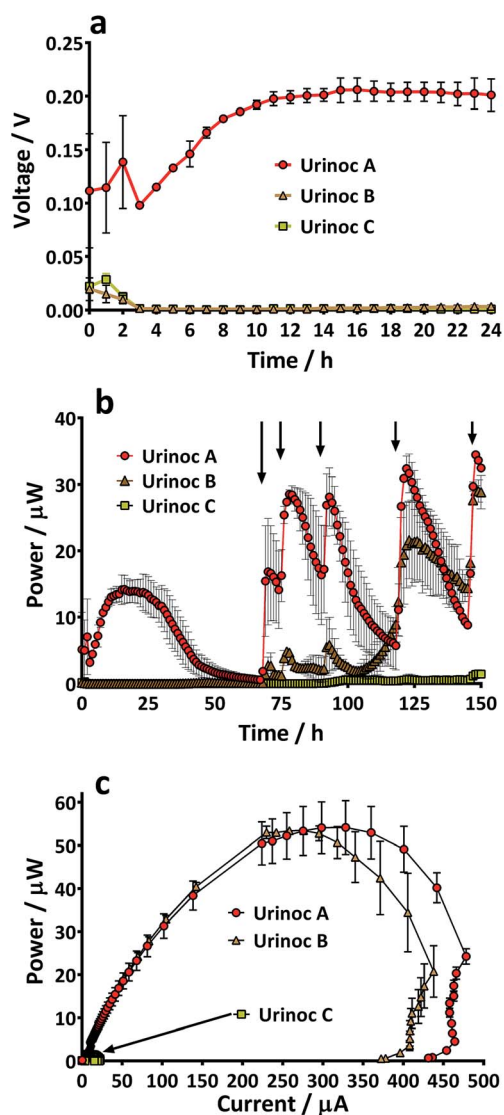 a
0.25
0.20
0.15
0.10
0.05
0.00
Voltage / V
Urinoc A
Urinoc B
Urinoc C
0 2 4 6 8 10 12 14 16 18 20 22 24
Time / h
b
40
30
20
10
0
Power / μW
Urinoc A
Urinoc B
Urinoc C
0 25 50 75 100 125 150
Time / h
c
60
50
40
30
20
10
0
Power / μW
Urinoc A
Urinoc B
Urinoc C
0 50 100 150 200 250 300 350 400 450 500
Current / μA